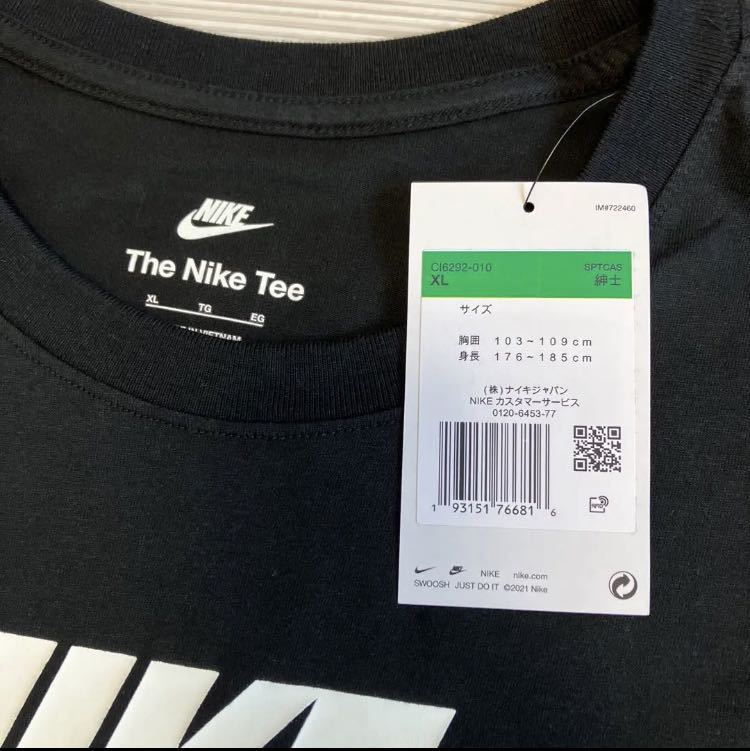 NIKE
The Nike Tee
XL TG EG
IN VIETNAM
IM#722460
CI6292-010 SPTCAS
XL 紳士
サイズ
胸囲 103~109cm
身長 176~185cm
(株)ナイキジャパン
NIKE カスタマーサービス
0120-6453-77
1 93151 76681 6
RFID
NIKE nike.com
SWOOSH JUST DO IT ©2021 Nike